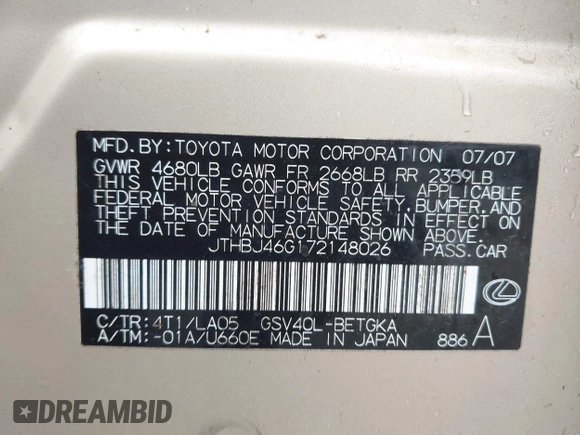 MFD.BY:TOYOTA MOTOR CORPORATION 07/07
GVWR 4680LB GAWR FR 2668LB RR 2359LB
THIS VEHICLE CONFORMS TO ALL APPLICABLE
FEDERAL MOTOR VEHICLE SAFETY,BUMPER,AND
THEFT PREVENTION STANDARDS IN EFFECT ON
THE DATE OF MANUFACTURE SHOWN ABOVE.
JTHBJ46G172148026 PASS.CAR
C/TR:4T1/LA05 GSV40L-BETGKA
A/TM:-01A/U660E MADE IN JAPAN 886 A
DREAMBID